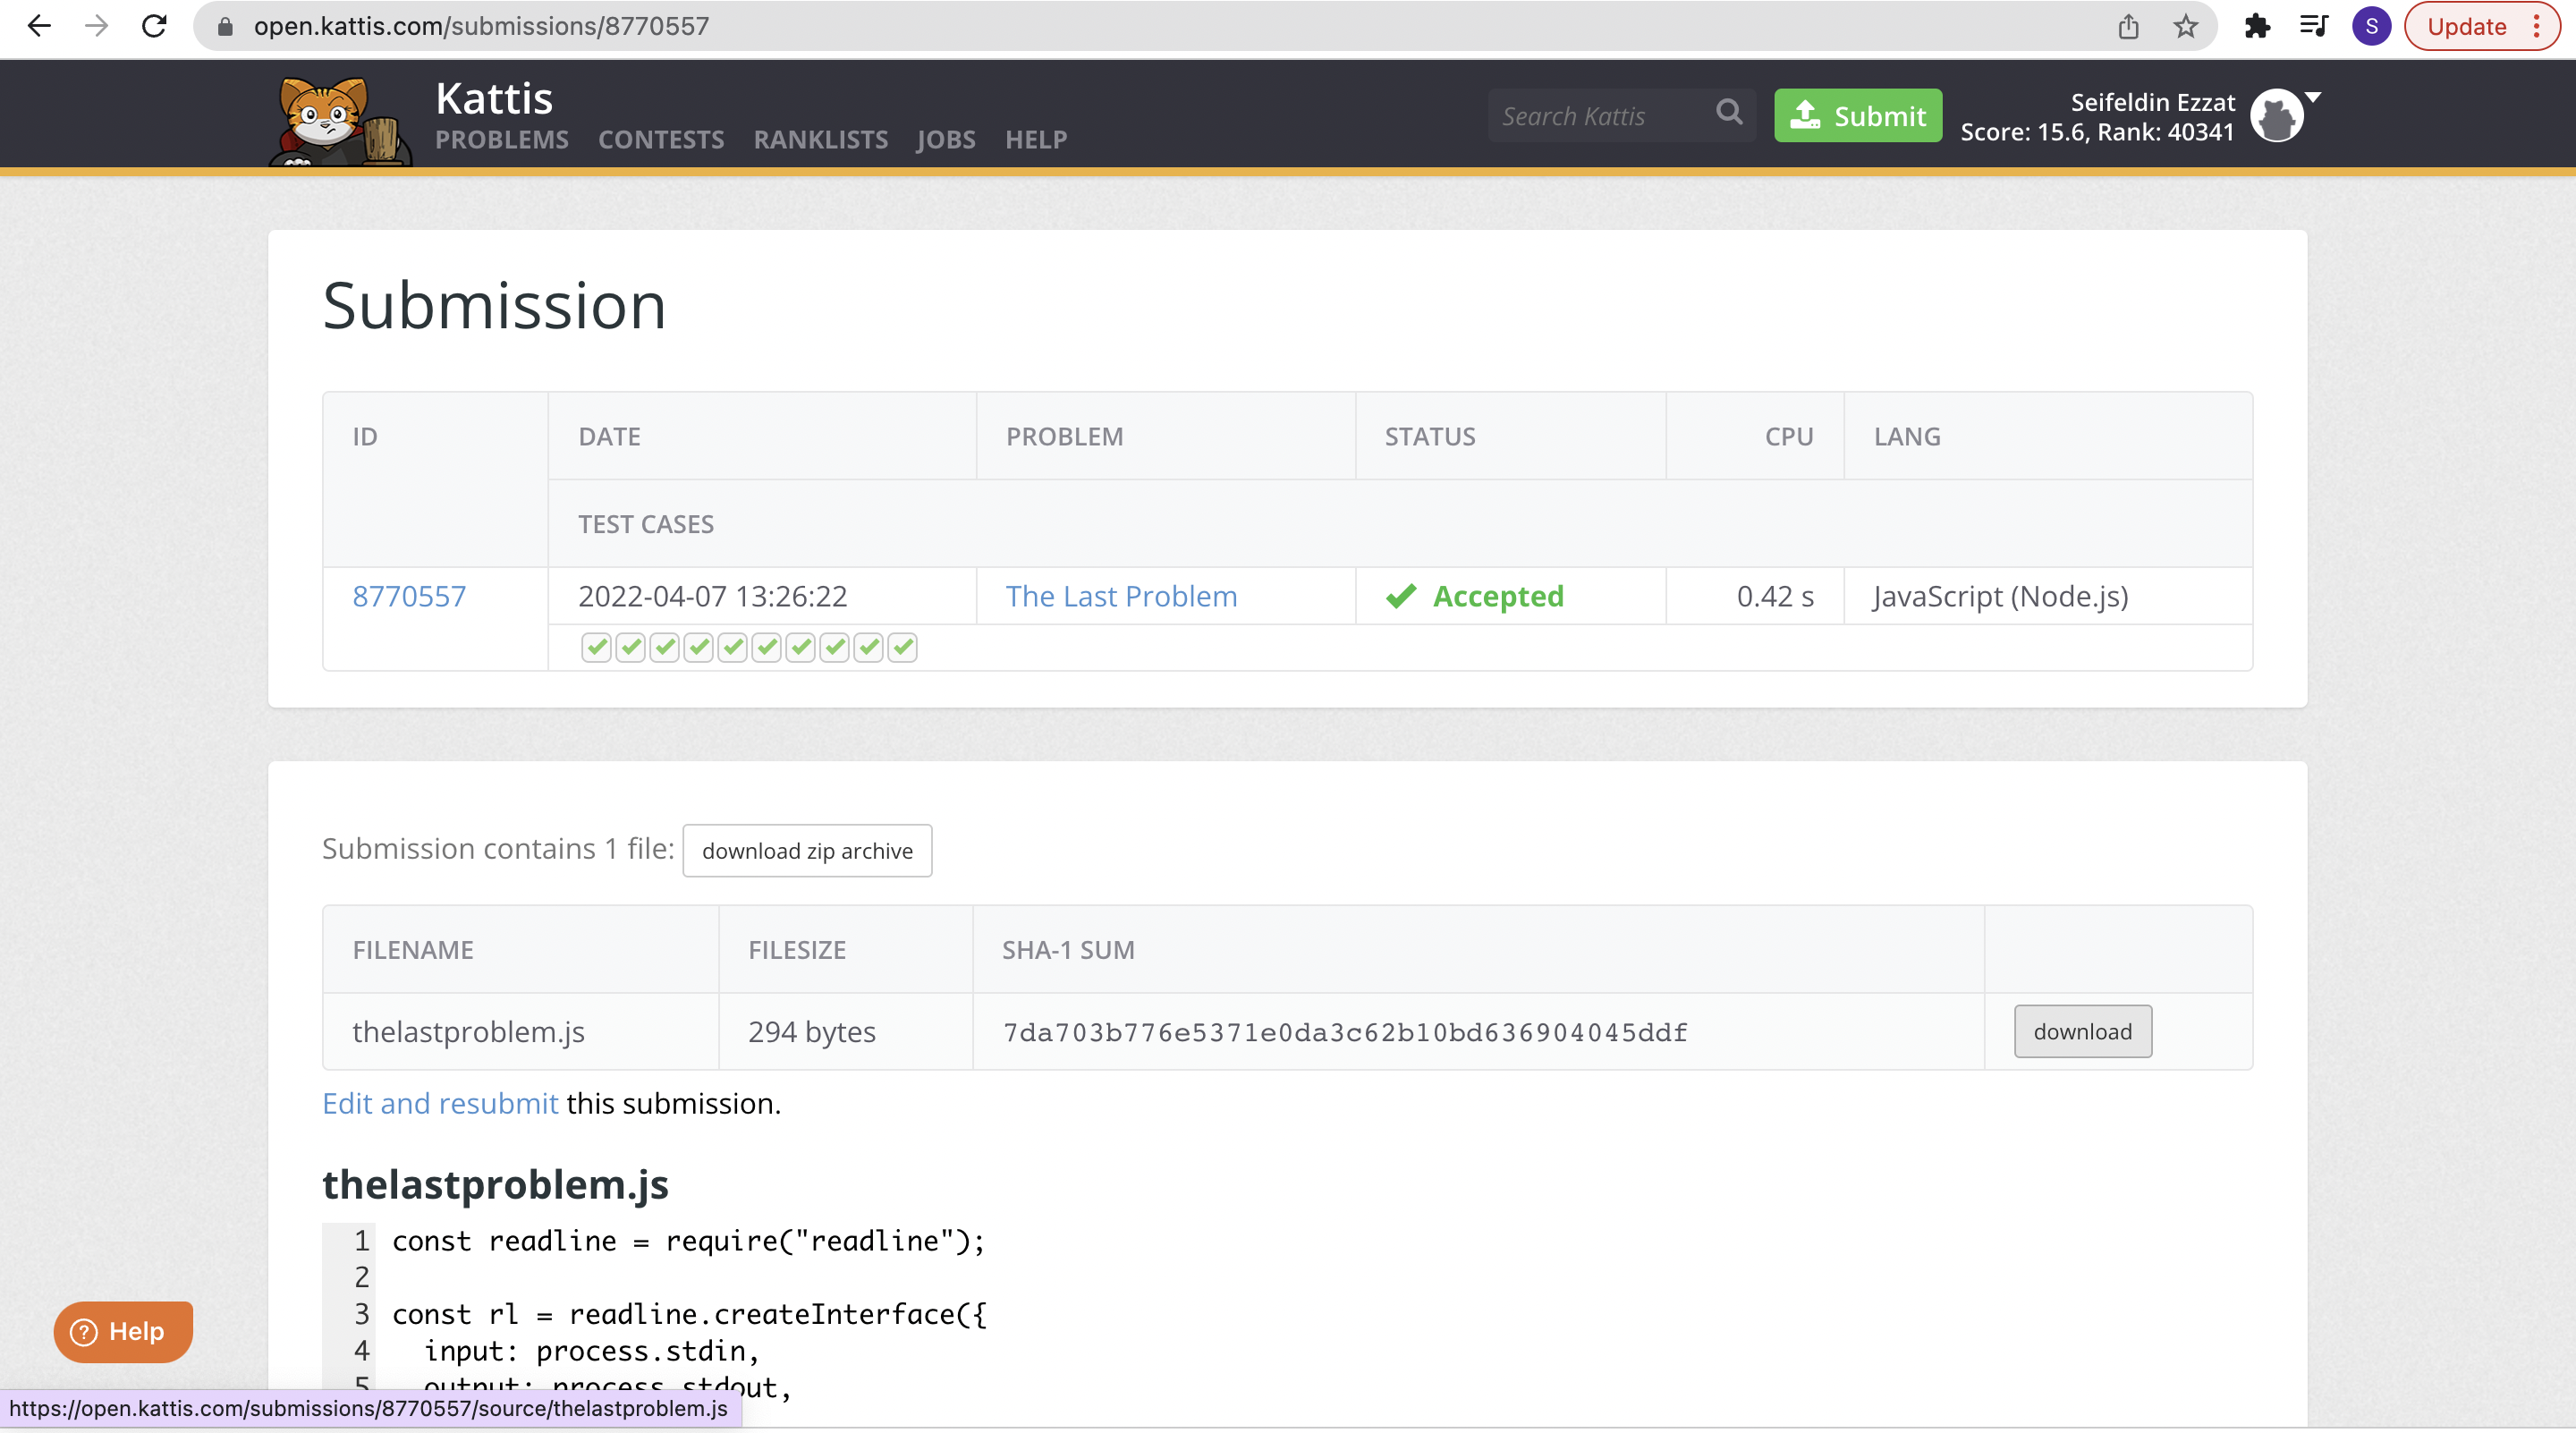 open.kattis.com/submissions/8770557
S
Update
Kattis
PROBLEMS CONTESTS RANKLISTS JOBS HELP
Search Kattis
Submit
Seifeldin Ezzat
Score: 15.6, Rank: 40341
Submission
ID DATE PROBLEM STATUS CPU LANG
TEST CASES
8770557 2022-04-07 13:26:22 The Last Problem Accepted 0.42 s JavaScript (Node.js)
Submission contains 1 file: download zip archive
FILENAME FILESIZE SHA-1 SUM
thelastproblem.js 294 bytes 7da703b776e5371e0da3c62b10bd636904045ddf download
Edit and resubmit this submission.
thelastproblem.js
1 const readline = require("readline");
2
3 const rl = readline.createInterface({
4 input: process.stdin,
5 output: process.stdout,
? Help
https://open.kattis.com/submissions/8770557/source/thelastproblem.js